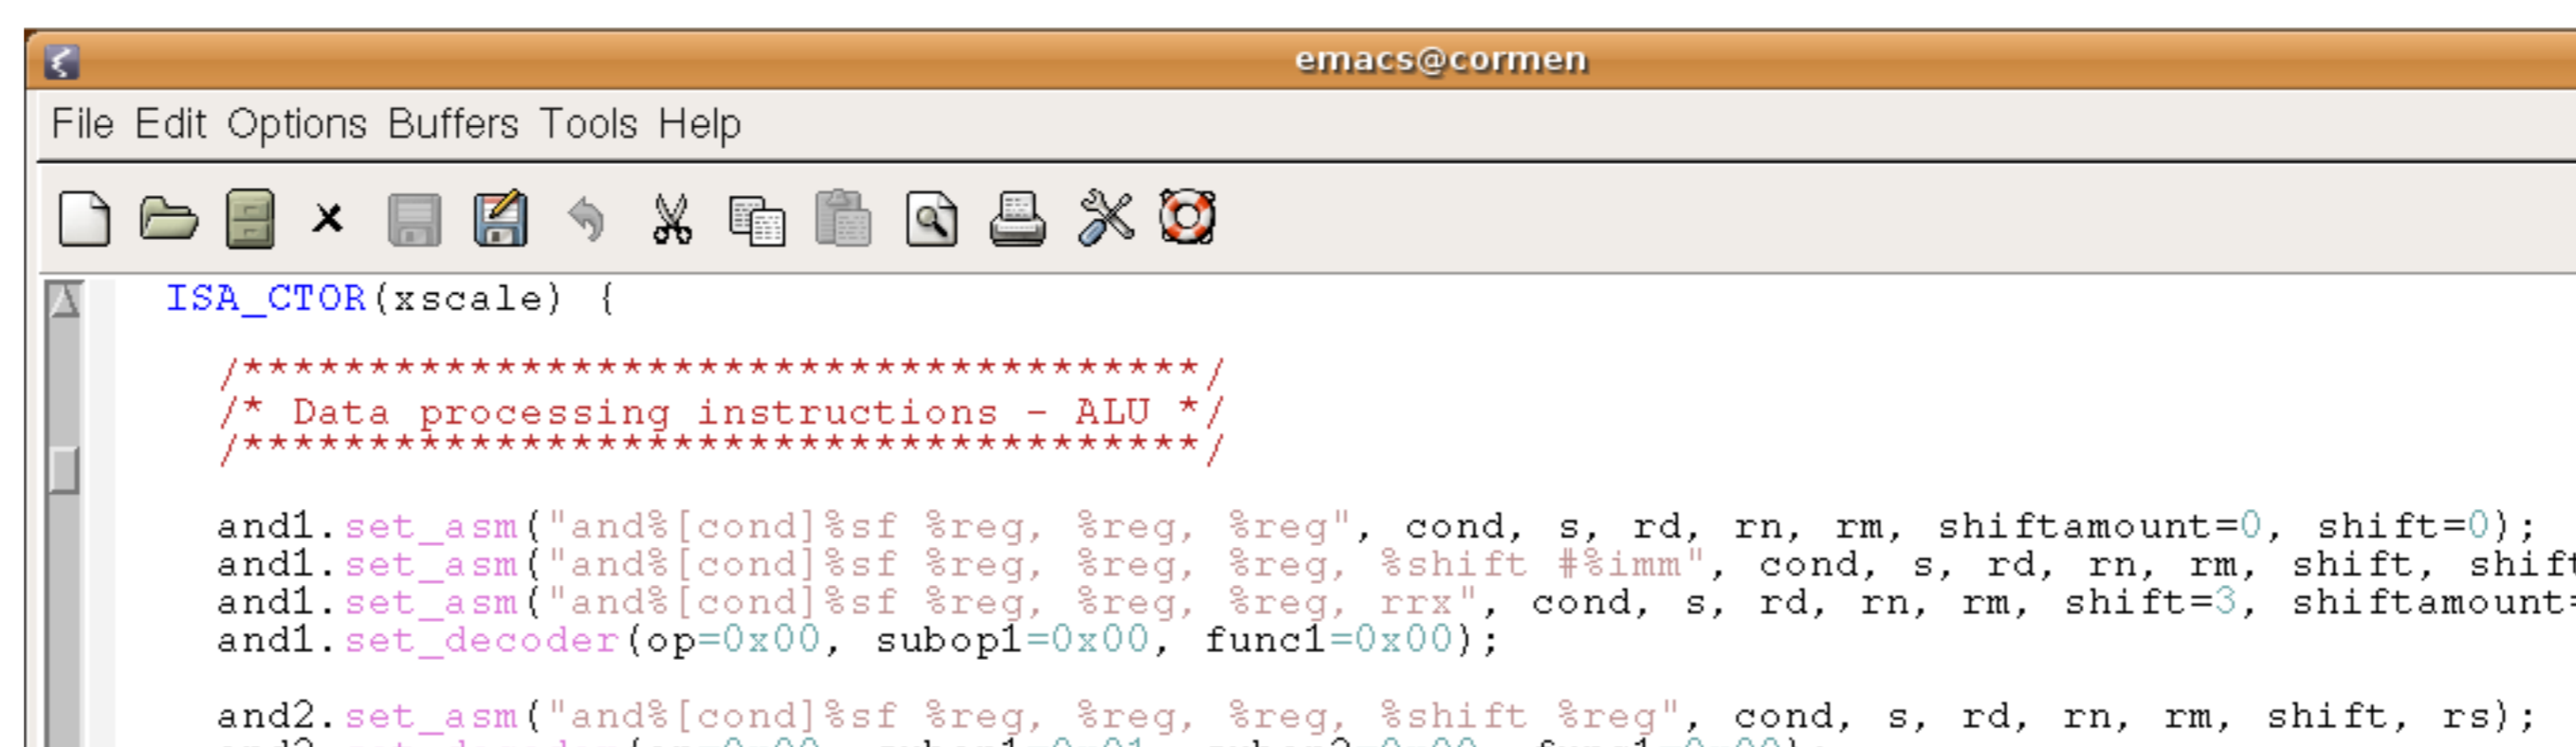 emacs@cormen
File Edit Options Buffers Tools Help
ISA_CTOR(xscale) {
/**************************************/
/* Data processing instructions - ALU */
/**************************************/
and1.set_asm("and%[cond]%sf %reg, %reg, %reg", cond, s, rd, rn, rm, shiftamount=0, shift=0);
and1.set_asm("and%[cond]%sf %reg, %reg, %reg, %shift #%imm", cond, s, rd, rn, rm, shift, shift
and1.set_asm("and%[cond]%sf %reg, %reg, %reg, rrx", cond, s, rd, rn, rm, shift=3, shiftamount=
and1.set_decoder(op=0x00, subop1=0x00, func1=0x00);
and2.set_asm("and%[cond]%sf %reg, %reg, %reg, %shift %reg", cond, s, rd, rn, rm, shift, rs);